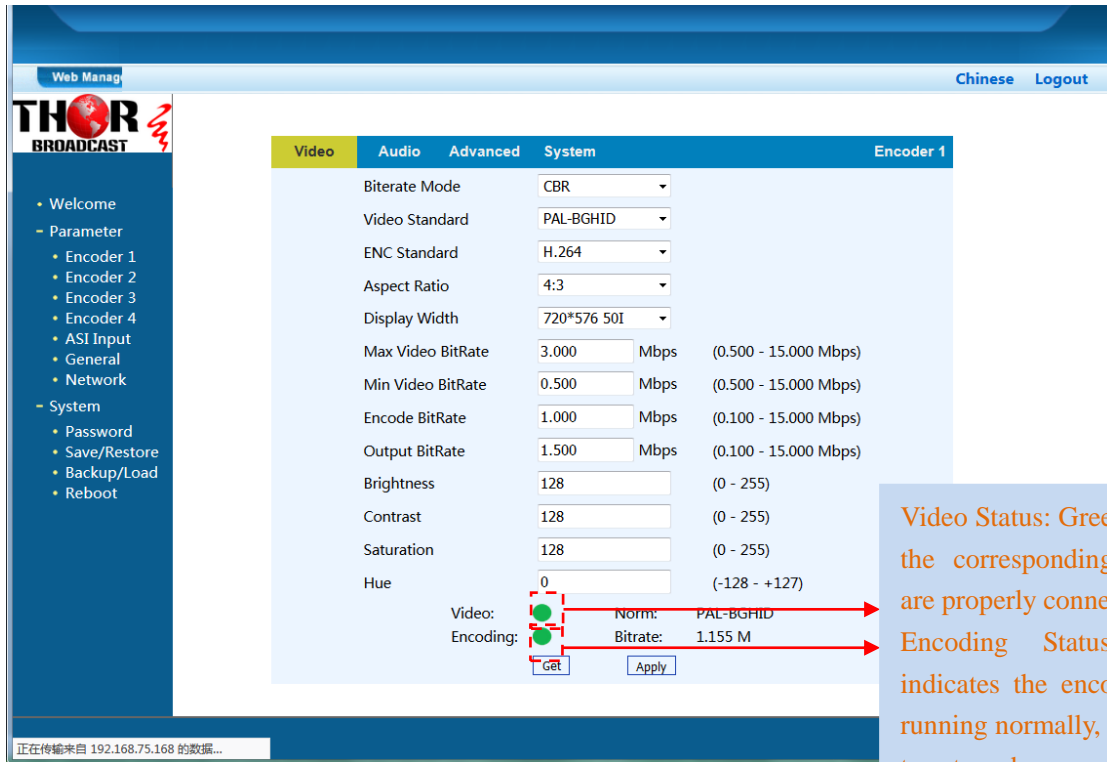 Web Manag
Chinese Logout
THOR
BROADCAST
Video Audio Advanced System Encoder 1
• Welcome
- Parameter
• Encoder 1
• Encoder 2
• Encoder 3
• Encoder 4
• ASI Input
• General
• Network
- System
• Password
• Save/Restore
• Backup/Load
• Reboot
Biterate Mode CBR
Video Standard PAL-BGHID
ENC Standard H.264
Aspect Ratio 4:3
Display Width 720*576 50I
Max Video BitRate 3.000 Mbps (0.500 - 15.000 Mbps)
Min Video BitRate 0.500 Mbps (0.500 - 15.000 Mbps)
Encode BitRate 1.000 Mbps (0.100 - 15.000 Mbps)
Output BitRate 1.500 Mbps (0.100 - 15.000 Mbps)
Brightness 128 (0 - 255)
Contrast 128 (0 - 255)
Saturation 128 (0 - 255)
Hue 0 (-128 - +127)
Video: Norm: PAL-BGHID
Encoding: Bitrate: 1.155 M
Get Apply
Video Status: Gree
the corresponding
are properly conne
Encoding Status
indicates the enco
running normally,
正在传输来自 192.168.75.168 的数据...